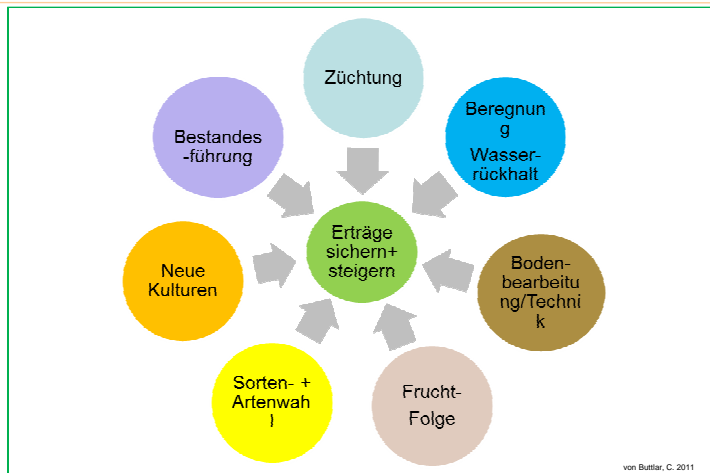 Züchtung
Beregnun
g
Wasser-
rückhalt
Boden-
bearbeitu
ng/Techni
k
Frucht-
Folge
Sorten- +
Artenwah
l
Neue
Kulturen
Bestandes
-führung
Erträge
sichern+
steigern
von Buttlar, C. 2011